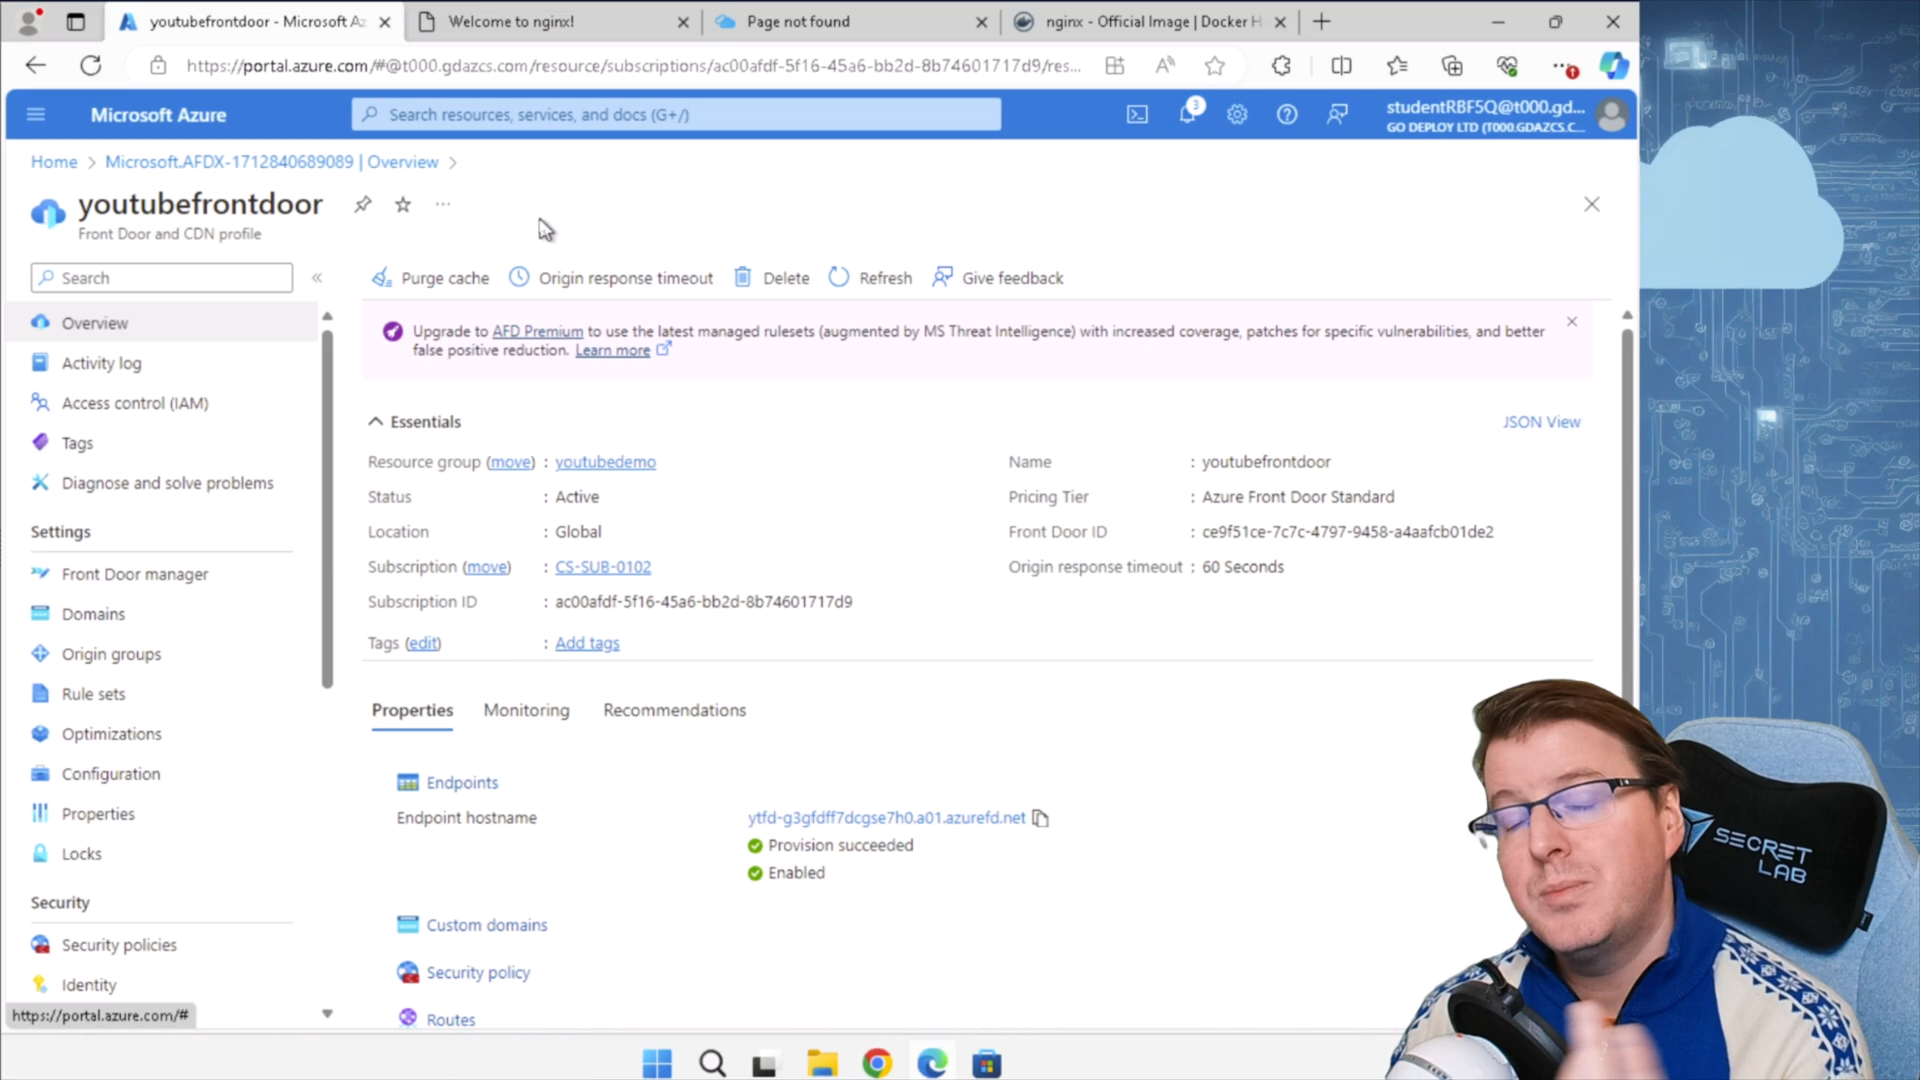 youtubefrontdoor - Microsoft Az
Welcome to nginx!
Page not found
nginx - Official Image | Docker H
https://portal.azure.com/#@t000.gdazcs.com/resource/subscriptions/ac00afdf-5f16-45a6-bb2d-8b74601717d9/res...
Microsoft Azure
Search resources, services, and docs (G+/)
3
studentRBF5Q@t000.gd...
GO DEPLOY LTD (T000.GDAZCS.C...
Home > Microsoft.AFDX-1712840689089 | Overview >
youtubefrontdoor
Front Door and CDN profile
Search
Purge cache
Origin response timeout
Delete
Refresh
Give feedback
Upgrade to AFD Premium to use the latest managed rulesets (augmented by MS Threat Intelligence) with increased coverage, patches for specific vulnerabilities, and better
false positive reduction. Learn more
Overview
Activity log
Access control (IAM)
Tags
Diagnose and solve problems
Settings
Front Door manager
Domains
Origin groups
Rule sets
Optimizations
Configuration
Properties
Locks
Security
Security policies
Identity
https://portal.azure.com/#
Essentials
JSON View
Resource group (move) : youtubedemo
Status : Active
Location : Global
Subscription (move) : CS-SUB-0102
Subscription ID : ac00afdf-5f16-45a6-bb2d-8b74601717d9
Tags (edit) : Add tags
Name : youtubefrontdoor
Pricing Tier : Azure Front Door Standard
Front Door ID : ce9f51ce-7c7c-4797-9458-a4aafcb01de2
Origin response timeout : 60 Seconds
Properties
Monitoring
Recommendations
Endpoints
Endpoint hostname
ytfd-g3gfdff7dcgse7h0.a01.azurefd.net
Provision succeeded
Enabled
Custom domains
Security policy
Routes
SECRET
LAB